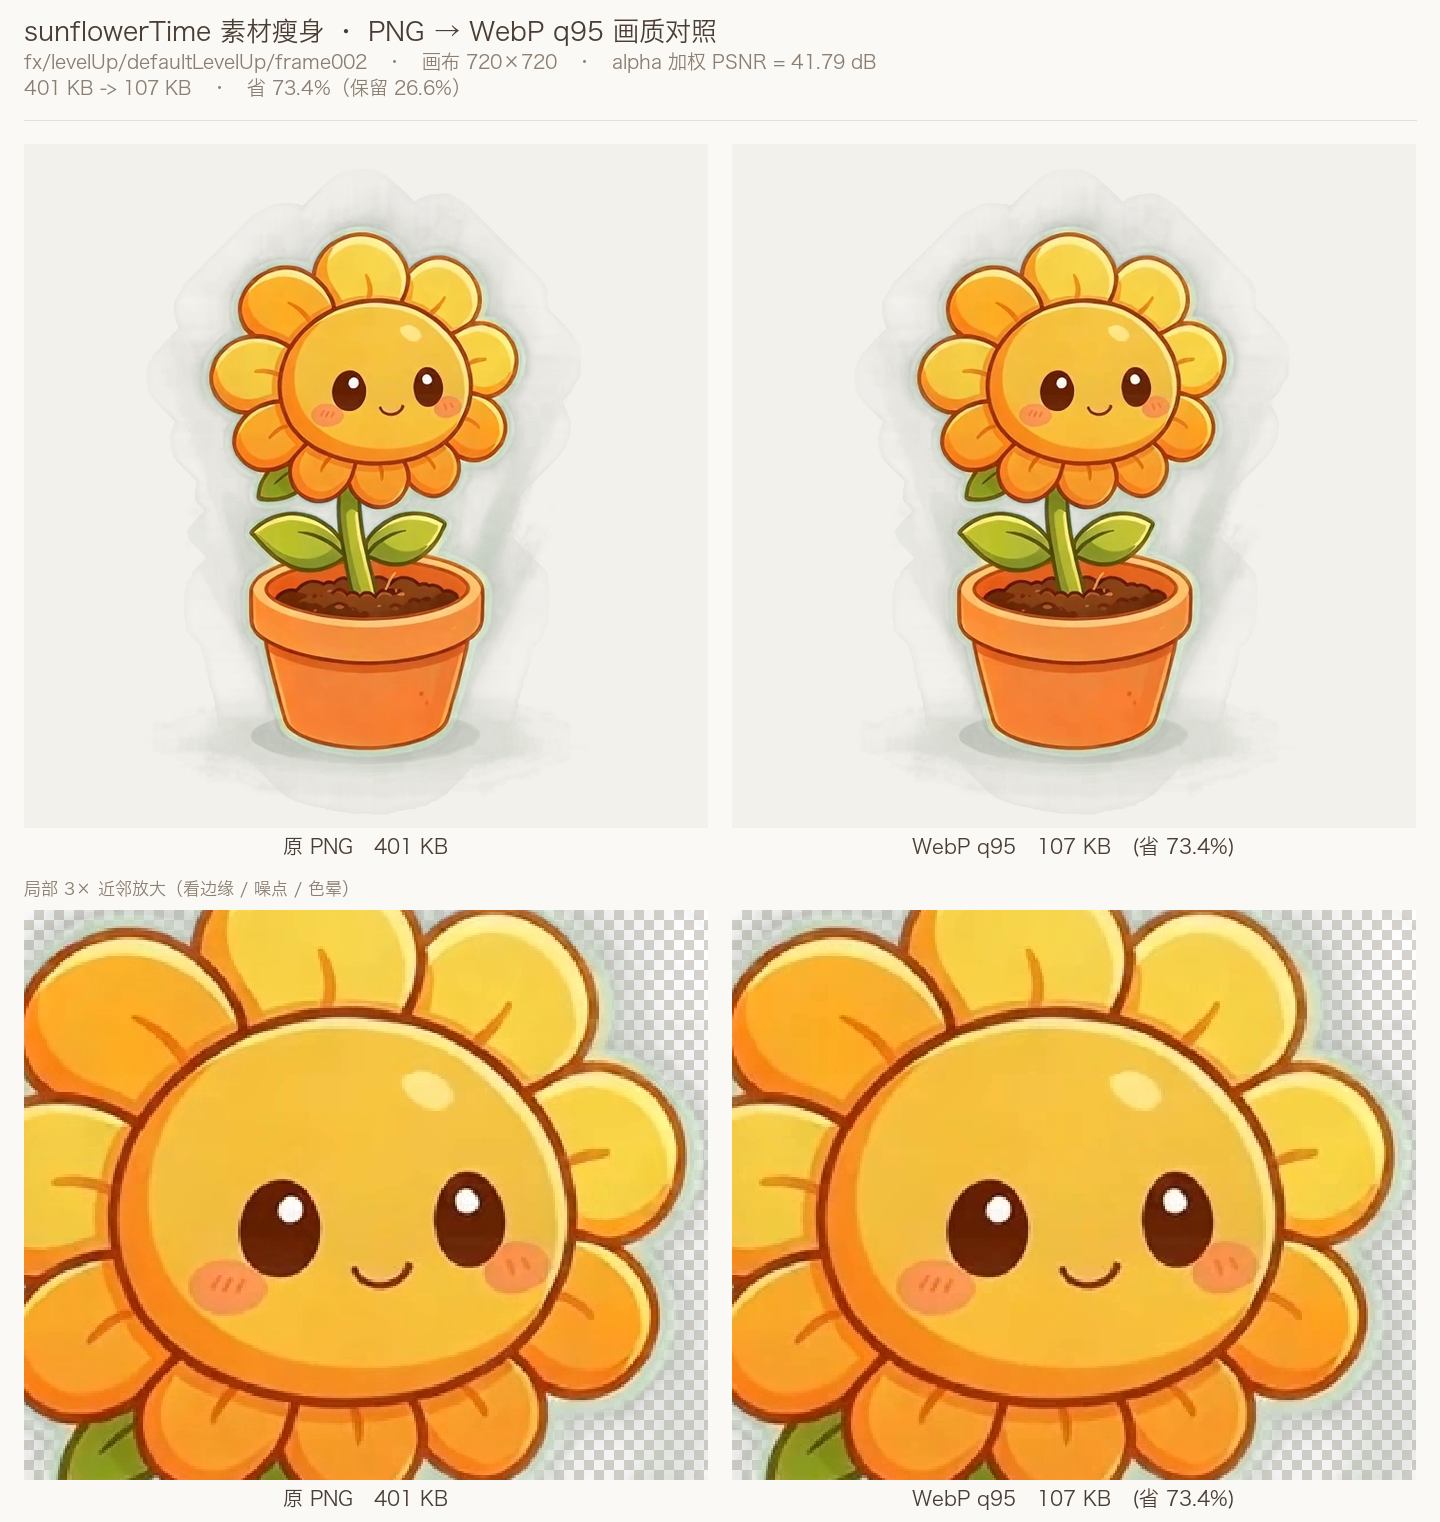 sunflowerTime 素材瘦身 · PNG → WebP q95 画质对照
fx/levelUp/defaultLevelUp/frame002 · 画布 720×720 · alpha 加权 PSNR = 41.79 dB
401 KB -> 107 KB · 省 73.4%（保留 26.6%）
原 PNG 401 KB
WebP q95 107 KB (省 73.4%)
局部 3× 近邻放大（看边缘 / 噪点 / 色晕）
原 PNG 401 KB
WebP q95 107 KB (省 73.4%)